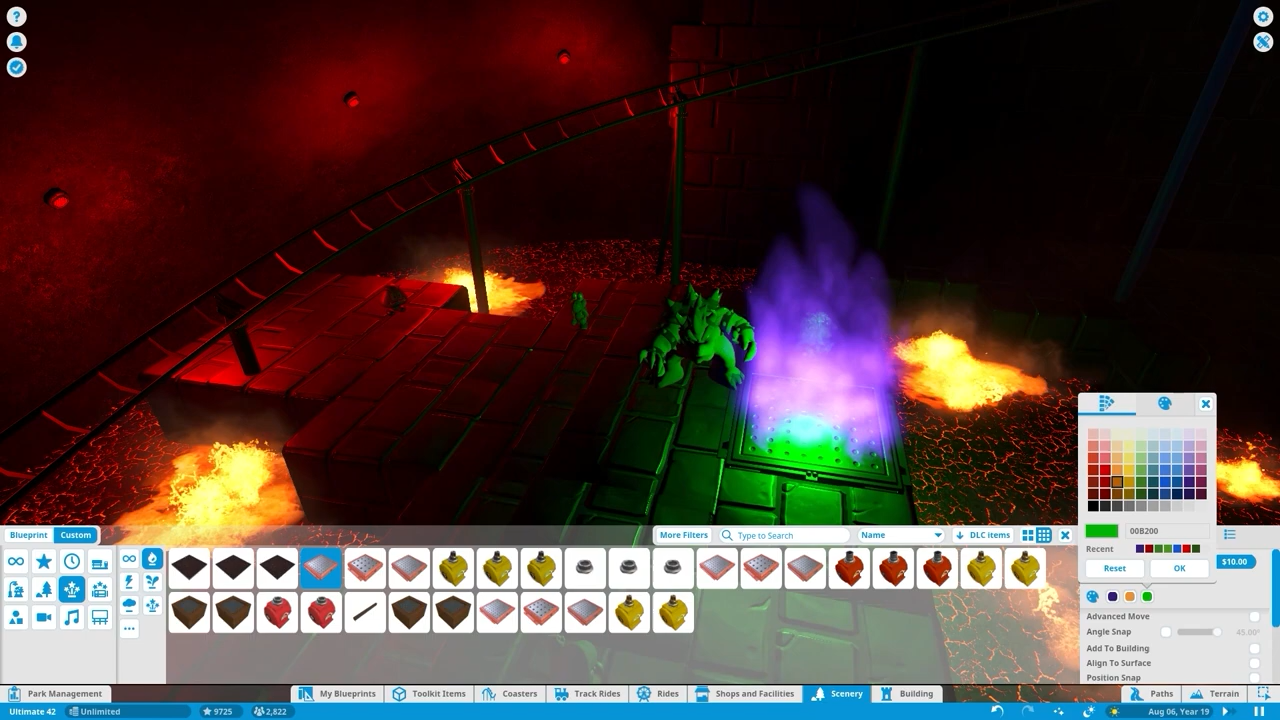 Blueprint Custom More Filters Type to Search Name DLC items
00B200
Recent
Reset OK
$10.00
Advanced Move
Angle Snap 45.00°
Add To Building
Align To Surface
Position Snap
Park Management My Blueprints Toolkit Items Coasters Track Rides Rides Shops and Facilities Scenery Building Paths Terrain
Ultimate 42 Unlimited 9725 2,822 Aug 06, Year 19